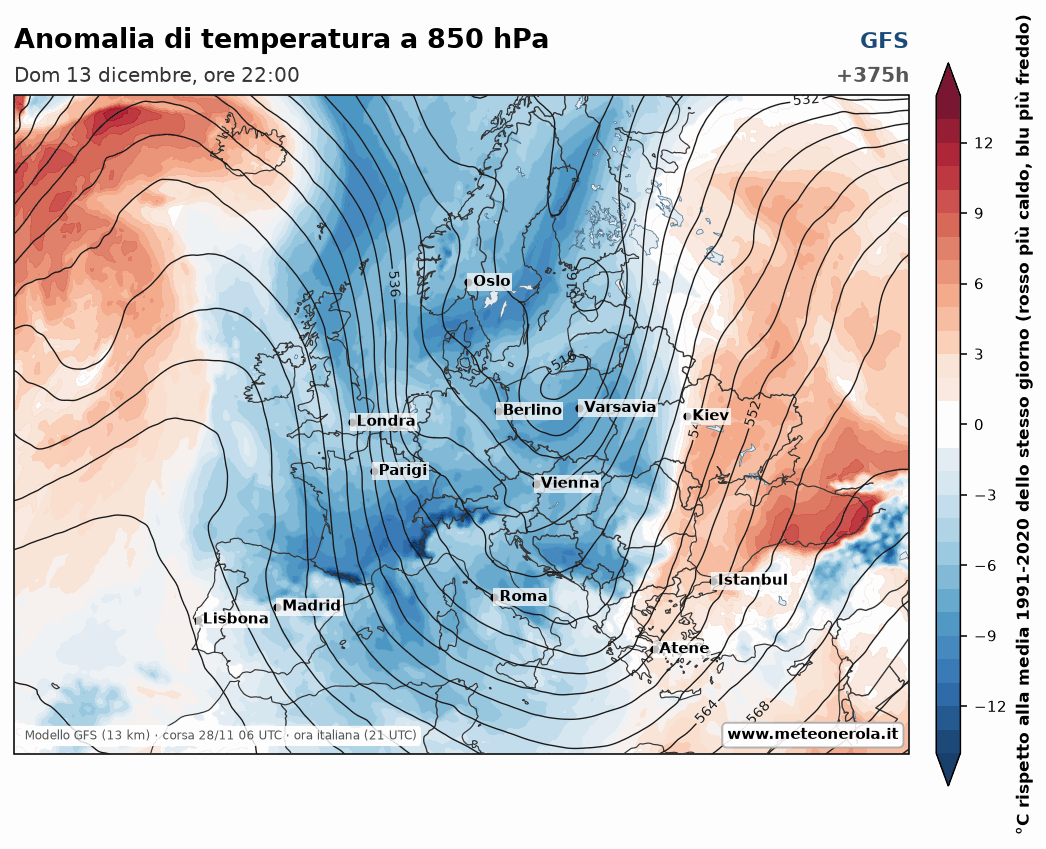 Anomalia di temperatura a 850 hPa
GFS
Dom 13 dicembre, ore 22:00
+375h
532
536
516
516
552
564
568
Oslo
Berlino
Varsavia
Kiev
Londra
Parigi
Vienna
Istanbul
Roma
Madrid
Lisbona
Atene
Modello GFS (13 km) · corsa 28/11 06 UTC · ora italiana (21 UTC)
www.meteonerola.it
12
9
6
3
0
−3
−6
−9
−12
°C rispetto alla media 1991-2020 dello stesso giorno (rosso più caldo, blu più freddo)